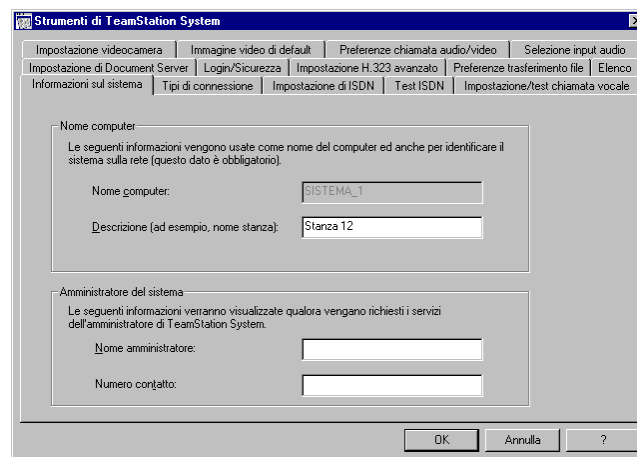 Strumenti di TeamStation System
Impostazione videocamera Immagine video di default Preferenze chiamata audio/video Selezione input audio
Impostazione di Document Server Login/Sicurezza Impostazione H.323 avanzato Preferenze trasferimento file Elenco
Informazioni sul sistema Tipi di connessione Impostazione di ISDN Test ISDN Impostazione/test chiamata vocale
Nome computer
Le seguenti informazioni vengono usate come nome del computer ed anche per identificare il
sistema sulla rete (questo dato è obbligatorio).
Nome computer: SISTEMA_1
Descrizione (ad esempio, nome stanza): Stanza 12
Amministratore del sistema
Le seguenti informazioni verranno visualizzate qualora vengano richiesti i servizi
dell'amministratore di TeamStation System.
Nome amministratore:
Numero contatto:
OK Annulla ?